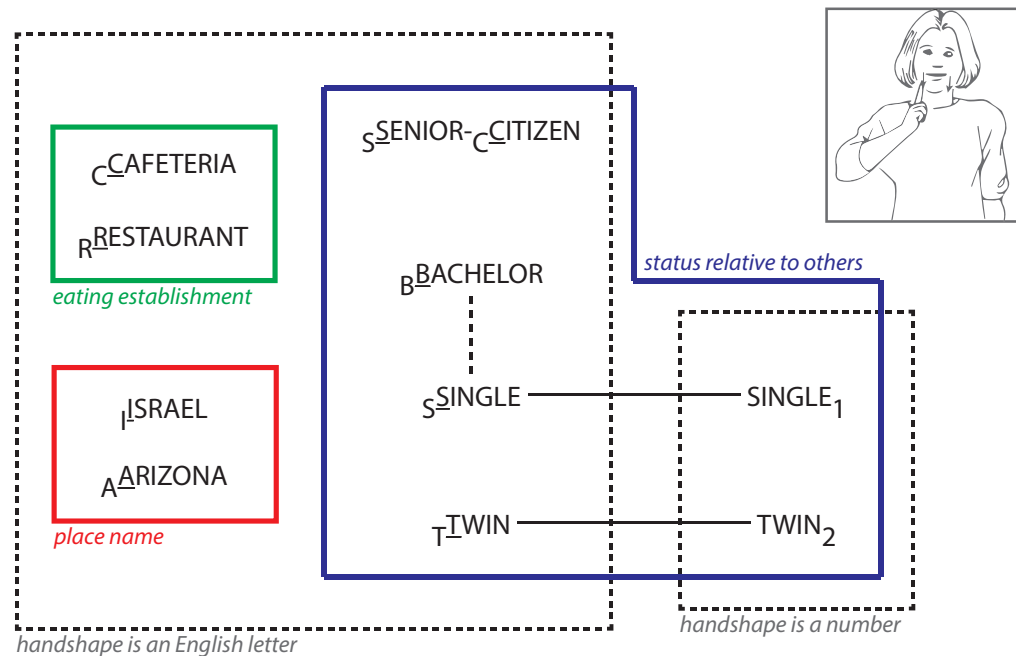 SSENIOR-CCITIZEN
CCAFETERIA
RRESTAURANT
eating establishment
BBACHELOR
status relative to others
SSINGLE
SINGLE1
IISRAEL
AARIZONA
place name
TTWIN
TWIN2
handshape is an English letter
handshape is a number